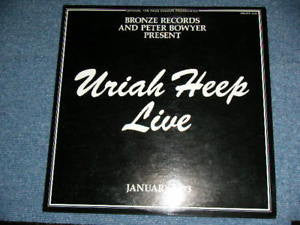 BRONZE RECORDS
AND PETER BOWYER
PRESENT
Uriah Heep
Live
JANUARY